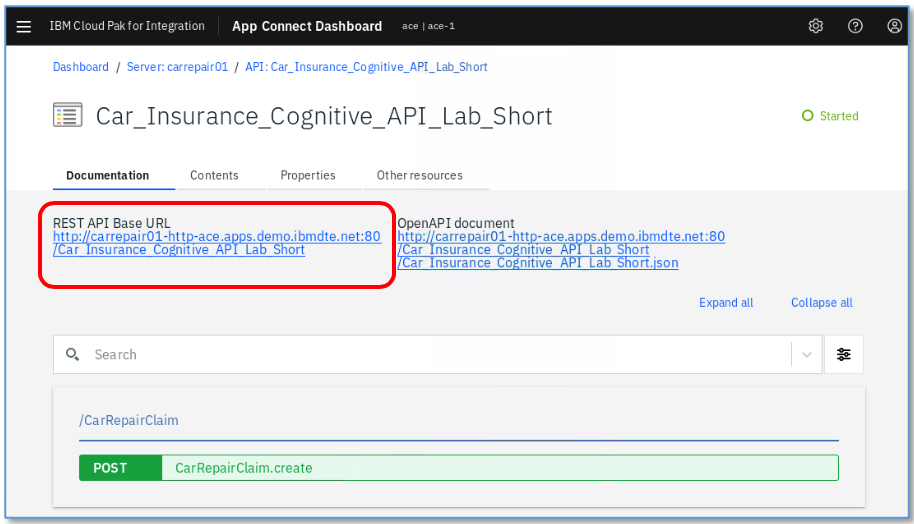 IBM Cloud Pak for Integration App Connect Dashboard ace | ace-1
Dashboard / Server: carrepair01 / API: Car_Insurance_Cognitive_API_Lab_Short
Car_Insurance_Cognitive_API_Lab_Short
Started
Documentation Contents Properties Other resources
REST API Base URL
http://carrepair01-http-ace.apps.demo.ibmdte.net:80
/Car_Insurance_Cognitive_API_Lab_Short
OpenAPI document
http://carrepair01-http-ace.apps.demo.ibmdte.net:80
/Car_Insurance_Cognitive_API_Lab_Short
/Car_Insurance_Cognitive_API_Lab_Short.json
Expand all Collapse all
Search
/CarRepairClaim
POST CarRepairClaim.create